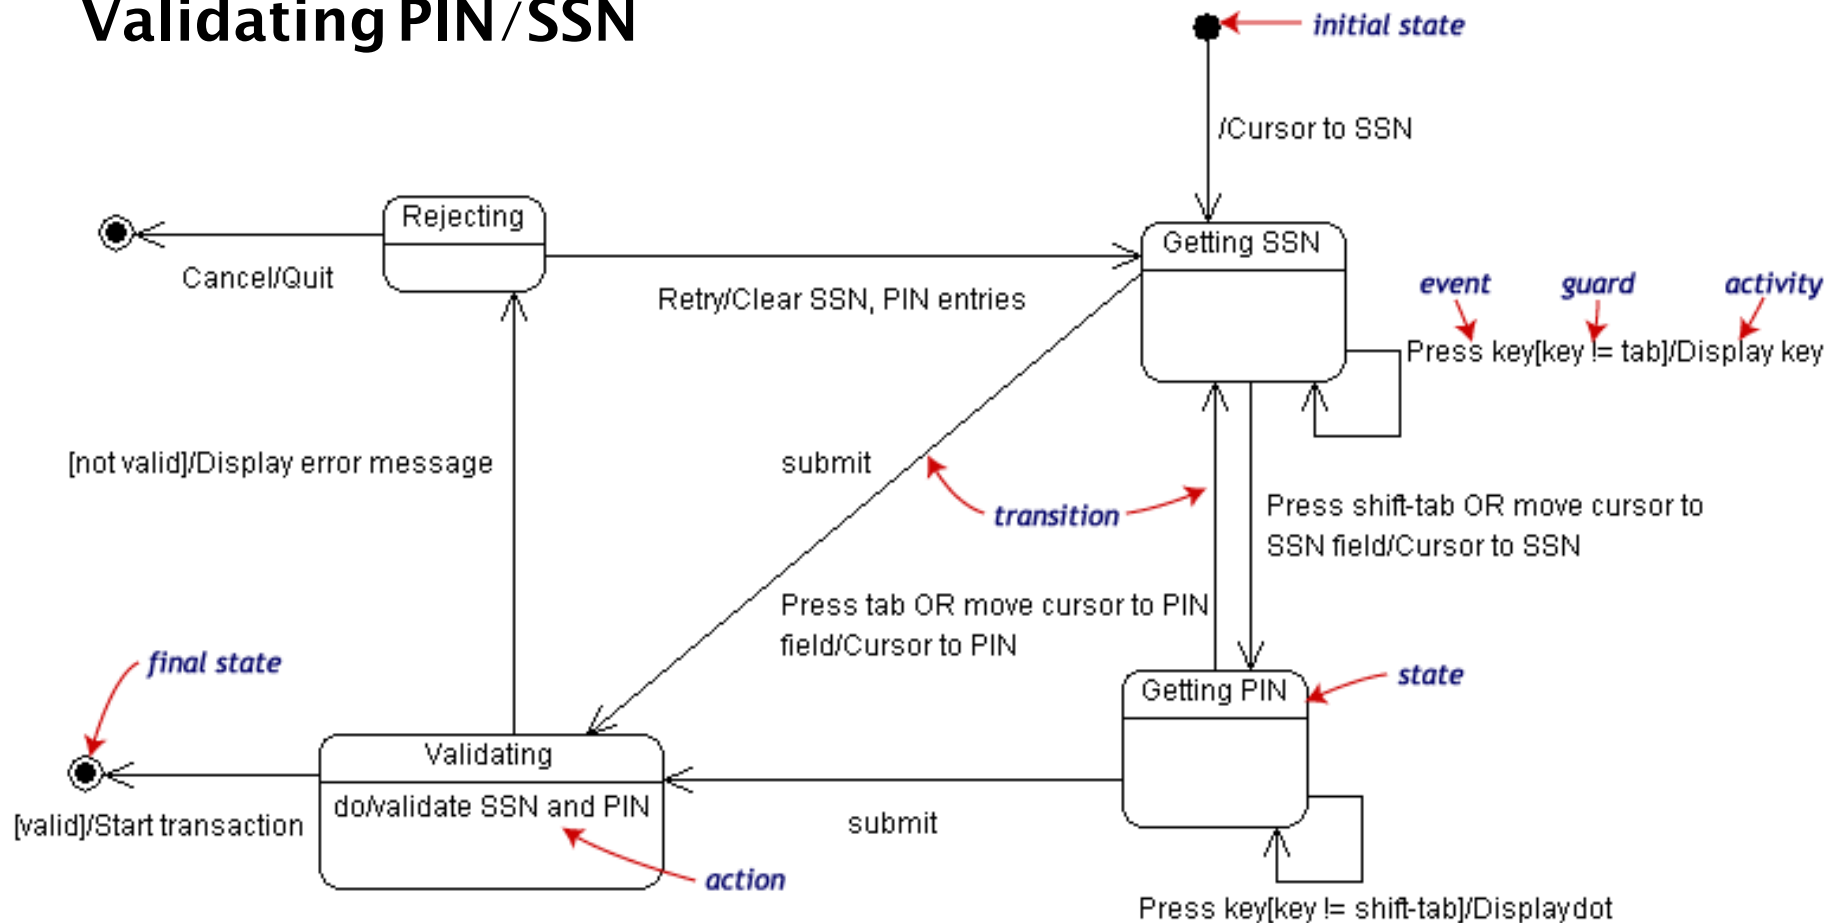 Validating PIN/SSN
initial state
/Cursor to SSN
Rejecting
Getting SSN
Cancel/Quit
Retry/Clear SSN, PIN entries
event guard activity
Press key[key != tab]/Display key
[not valid]/Display error message
submit
transition
Press shift-tab OR move cursor to
SSN field/Cursor to SSN
Press tab OR move cursor to PIN
field/Cursor to PIN
final state
state
Getting PIN
Validating
do/validate SSN and PIN
[valid]/Start transaction
submit
action
Press key[key != shift-tab]/Displaydot